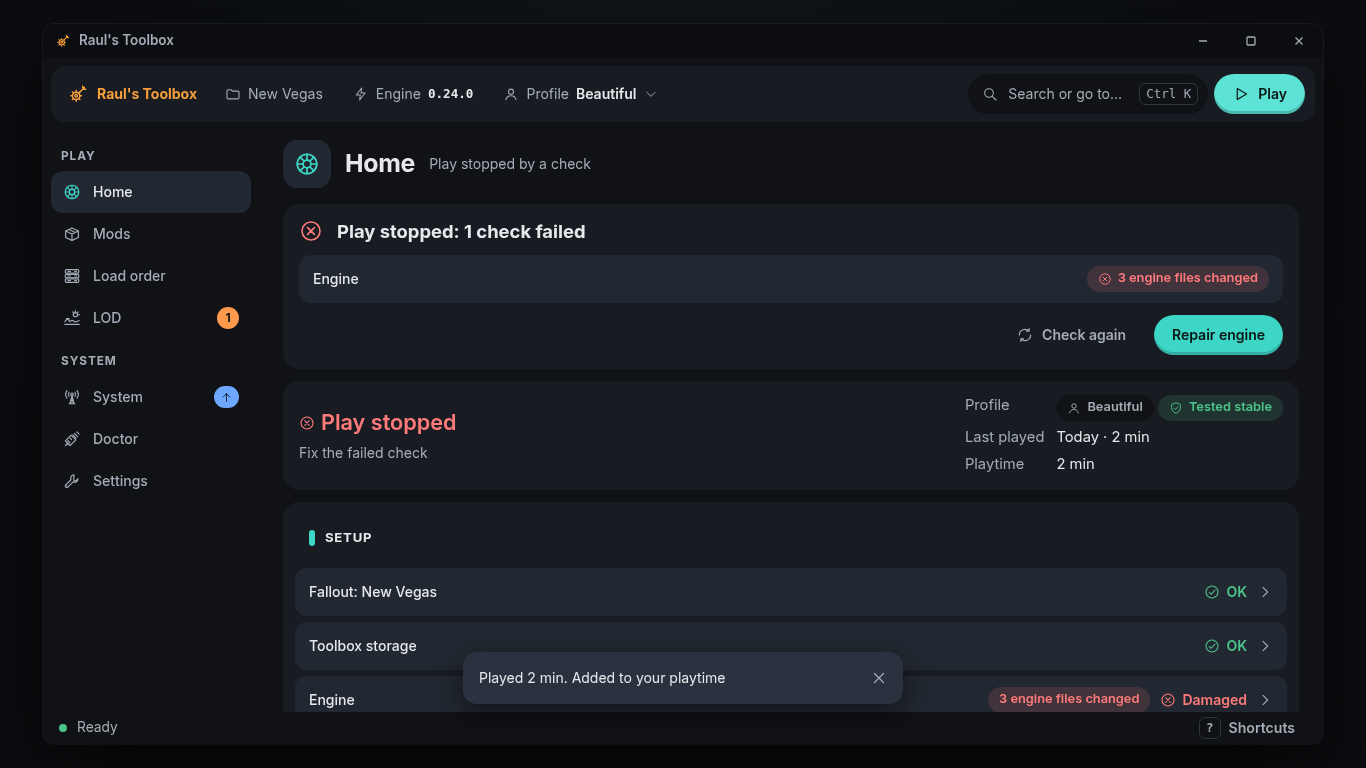 Raul's Toolbox
Raul's Toolbox
New Vegas
Engine 0.24.0
Profile Beautiful
Search or go to...
Ctrl K
Play
PLAY
Home
Mods
Load order
LOD
1
SYSTEM
System
Doctor
Settings
Home
Play stopped by a check
Play stopped: 1 check failed
Engine
3 engine files changed
Check again
Repair engine
Play stopped
Fix the failed check
Profile
Beautiful
Tested stable
Last played
Today · 2 min
Playtime
2 min
SETUP
Fallout: New Vegas
OK
Toolbox storage
OK
Engine
3 engine files changed
Damaged
Played 2 min. Added to your playtime
Ready
?
Shortcuts